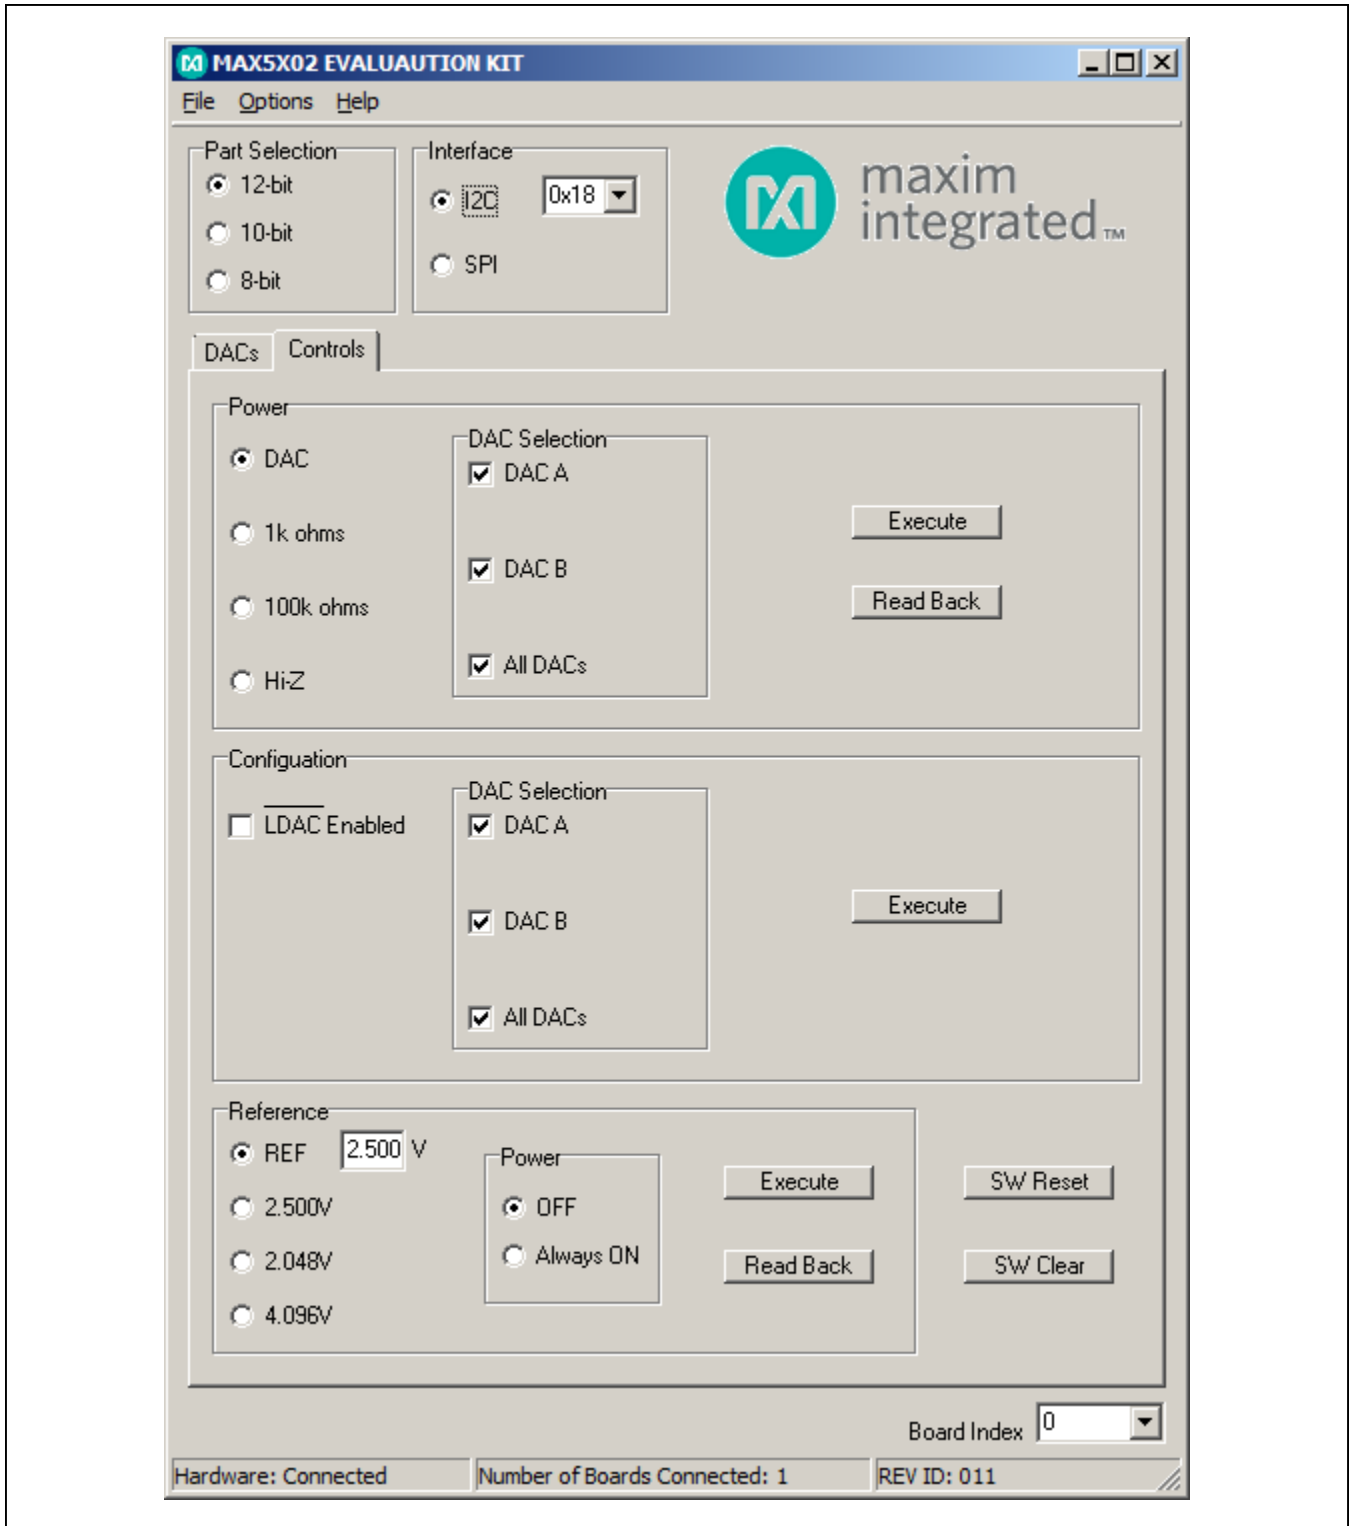 MAX5X02 EVALUAUTION KIT
File Options Help
Part Selection
12-bit
10-bit
8-bit
Interface
I2C 0x18
SPI
maxim
integrated™
DACs Controls
Power
DAC
1k ohms
100k ohms
Hi-Z
DAC Selection
DAC A
DAC B
All DACs
Execute
Read Back
Configuation
LDAC Enabled
DAC Selection
DAC A
DAC B
All DACs
Execute
Reference
REF 2.500 V
2.500V
2.048V
4.096V
Power
OFF
Always ON
Execute
Read Back
SW Reset
SW Clear
Board Index 0
Hardware: Connected Number of Boards Connected: 1 REV ID: 011